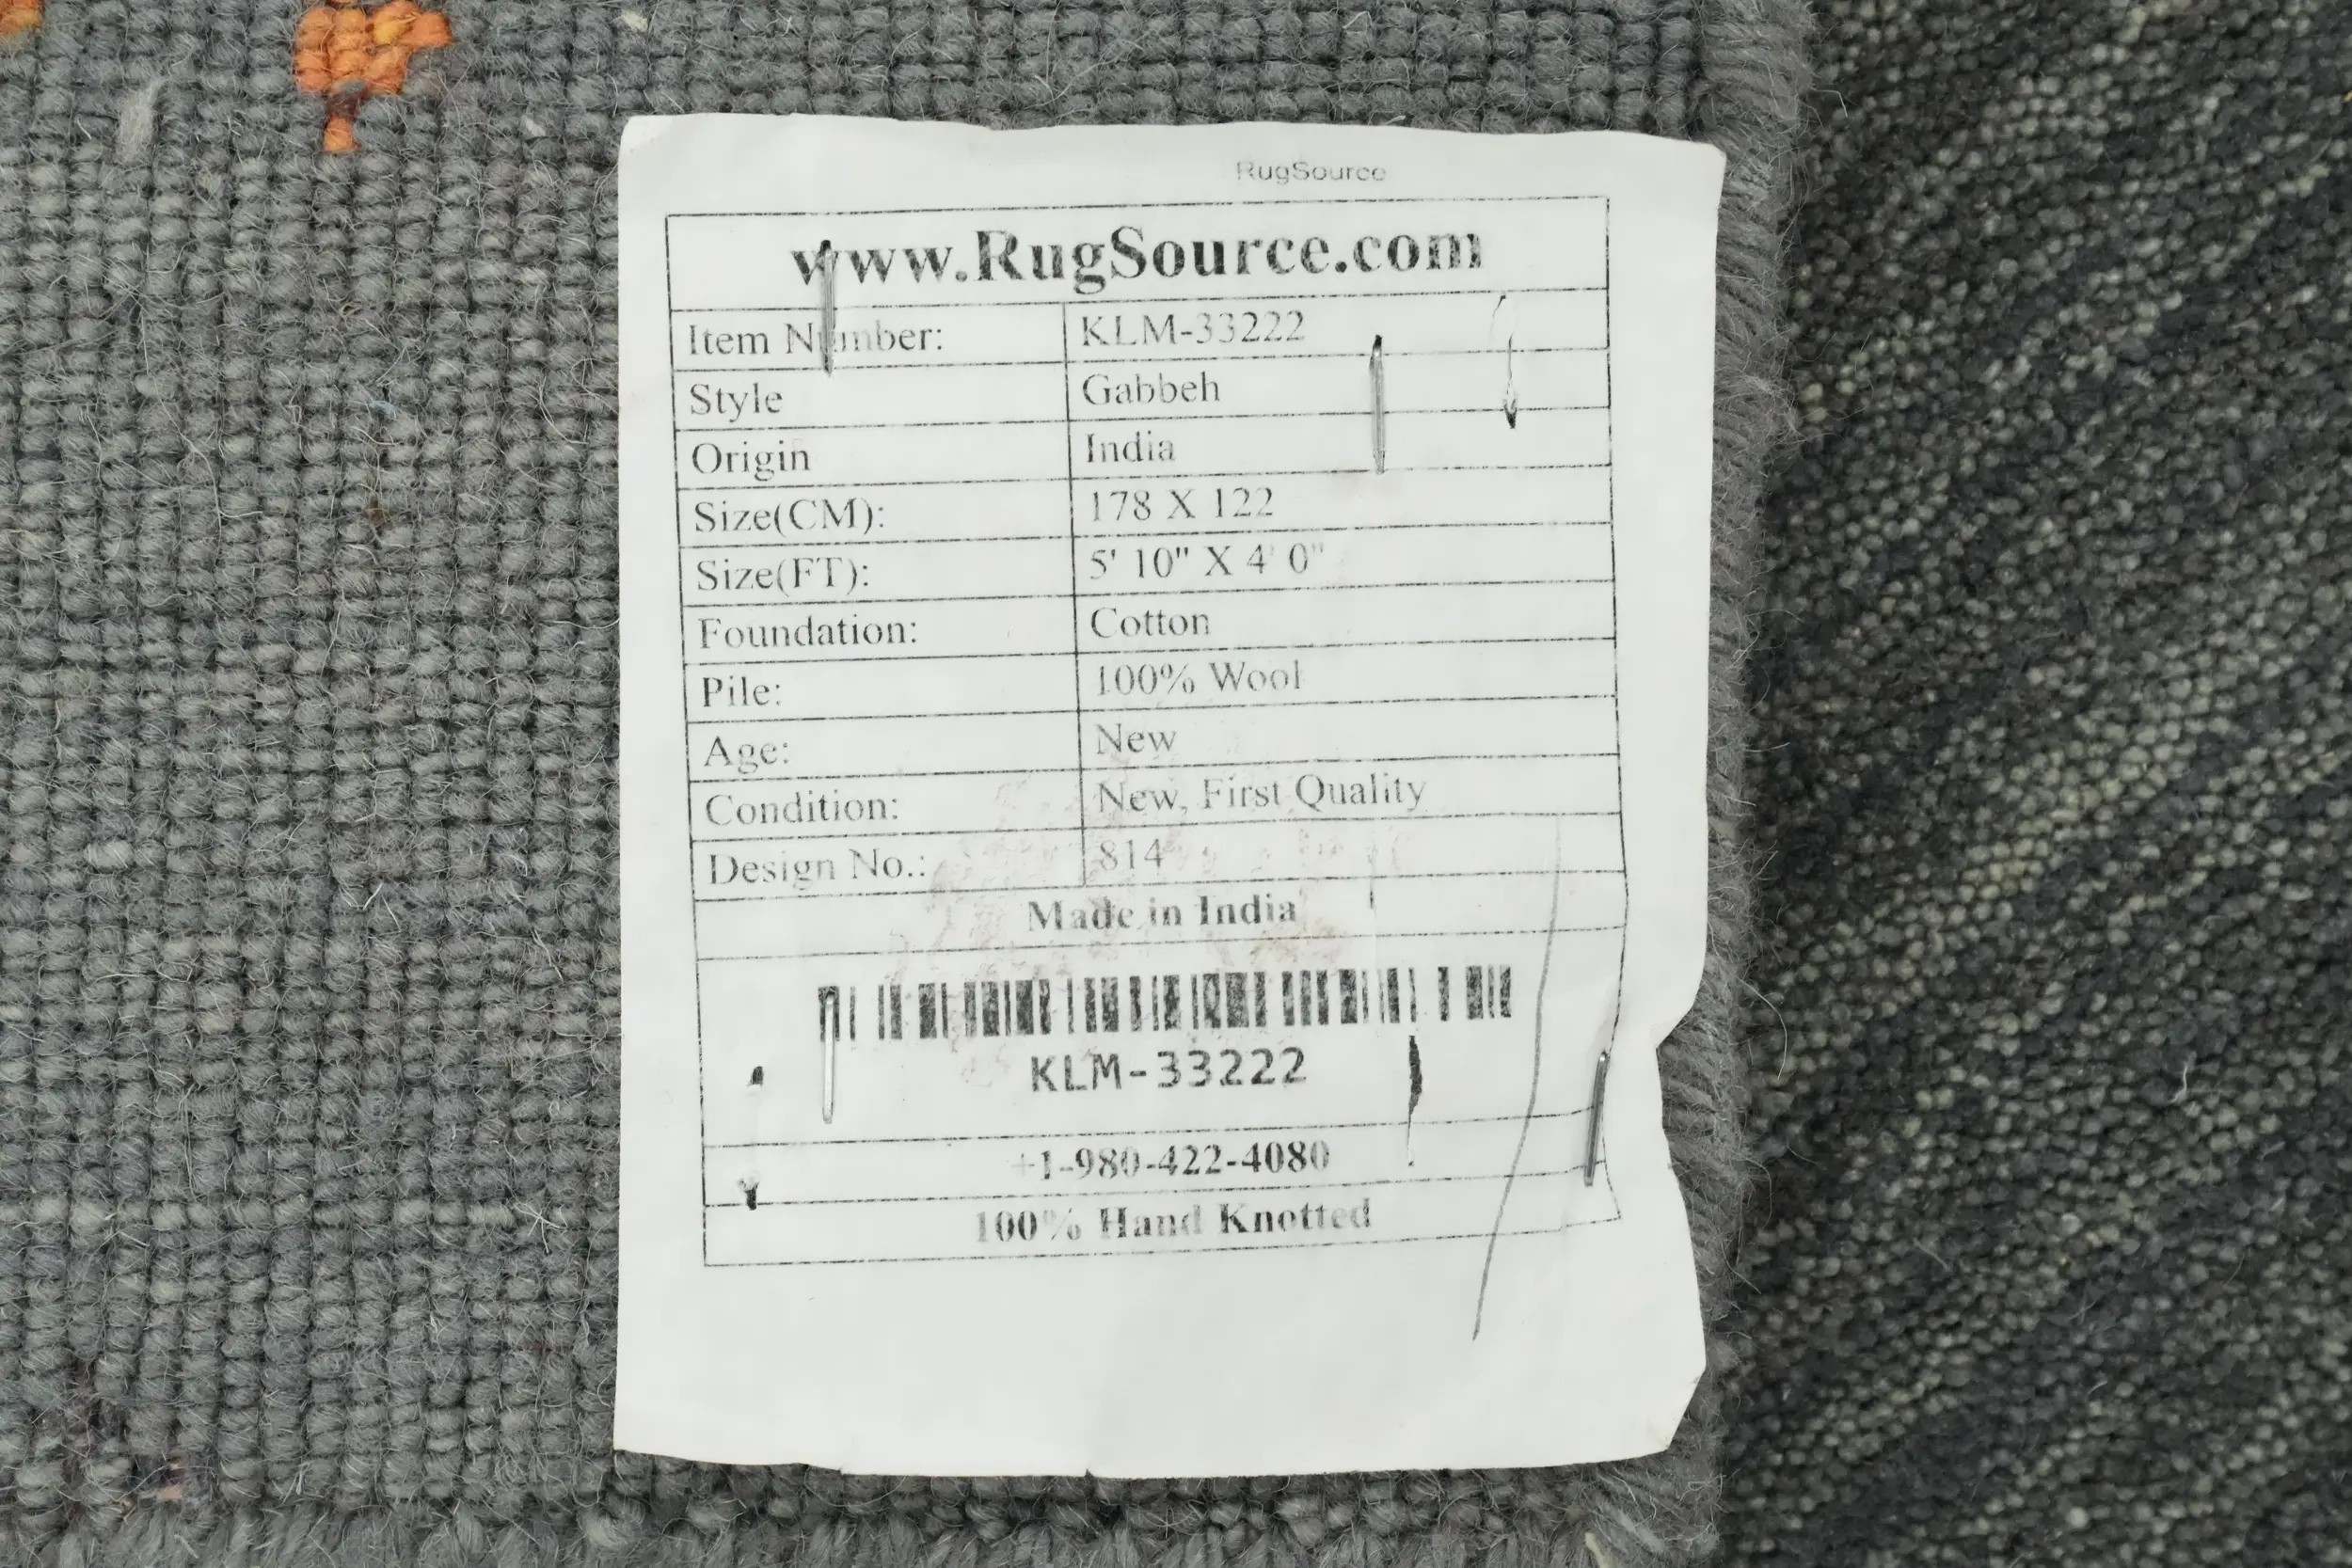 RugSource
www.RugSource.com
Item Number: KLM-33222
Style Gabbeh
Origin India
Size(CM): 178 X 122
Size(FT): 5' 10" X 4' 0"
Foundation: Cotton
Pile: 100% Wool
Age: New
Condition: New, First Quality
Design No.: 814
Made in India
KLM-33222
+1-980-422-4080
100% Hand Knotted